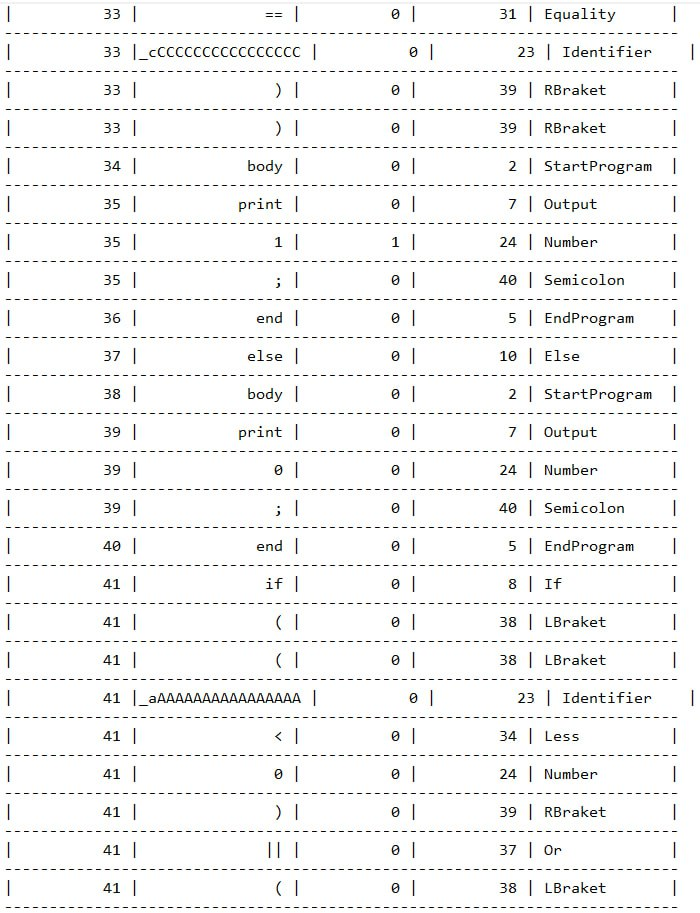 | 33 | == | 0 | 31 | Equality |
| 33 |_cCCCCCCCCCCCCCCCC | 0 | 23 | Identifier |
| 33 | ) | 0 | 39 | RBraket |
| 33 | ) | 0 | 39 | RBraket |
| 34 | body | 0 | 2 | StartProgram |
| 35 | print | 0 | 7 | Output |
| 35 | 1 | 1 | 24 | Number |
| 35 | ; | 0 | 40 | Semicolon |
| 36 | end | 0 | 5 | EndProgram |
| 37 | else | 0 | 10 | Else |
| 38 | body | 0 | 2 | StartProgram |
| 39 | print | 0 | 7 | Output |
| 39 | 0 | 0 | 24 | Number |
| 39 | ; | 0 | 40 | Semicolon |
| 40 | end | 0 | 5 | EndProgram |
| 41 | if | 0 | 8 | If |
| 41 | ( | 0 | 38 | LBraket |
| 41 | ( | 0 | 38 | LBraket |
| 41 |_aAAAAAAAAAAAAAAAA | 0 | 23 | Identifier |
| 41 | < | 0 | 34 | Less |
| 41 | 0 | 0 | 24 | Number |
| 41 | ) | 0 | 39 | RBraket |
| 41 | || | 0 | 37 | Or |
| 41 | ( | 0 | 38 | LBraket |